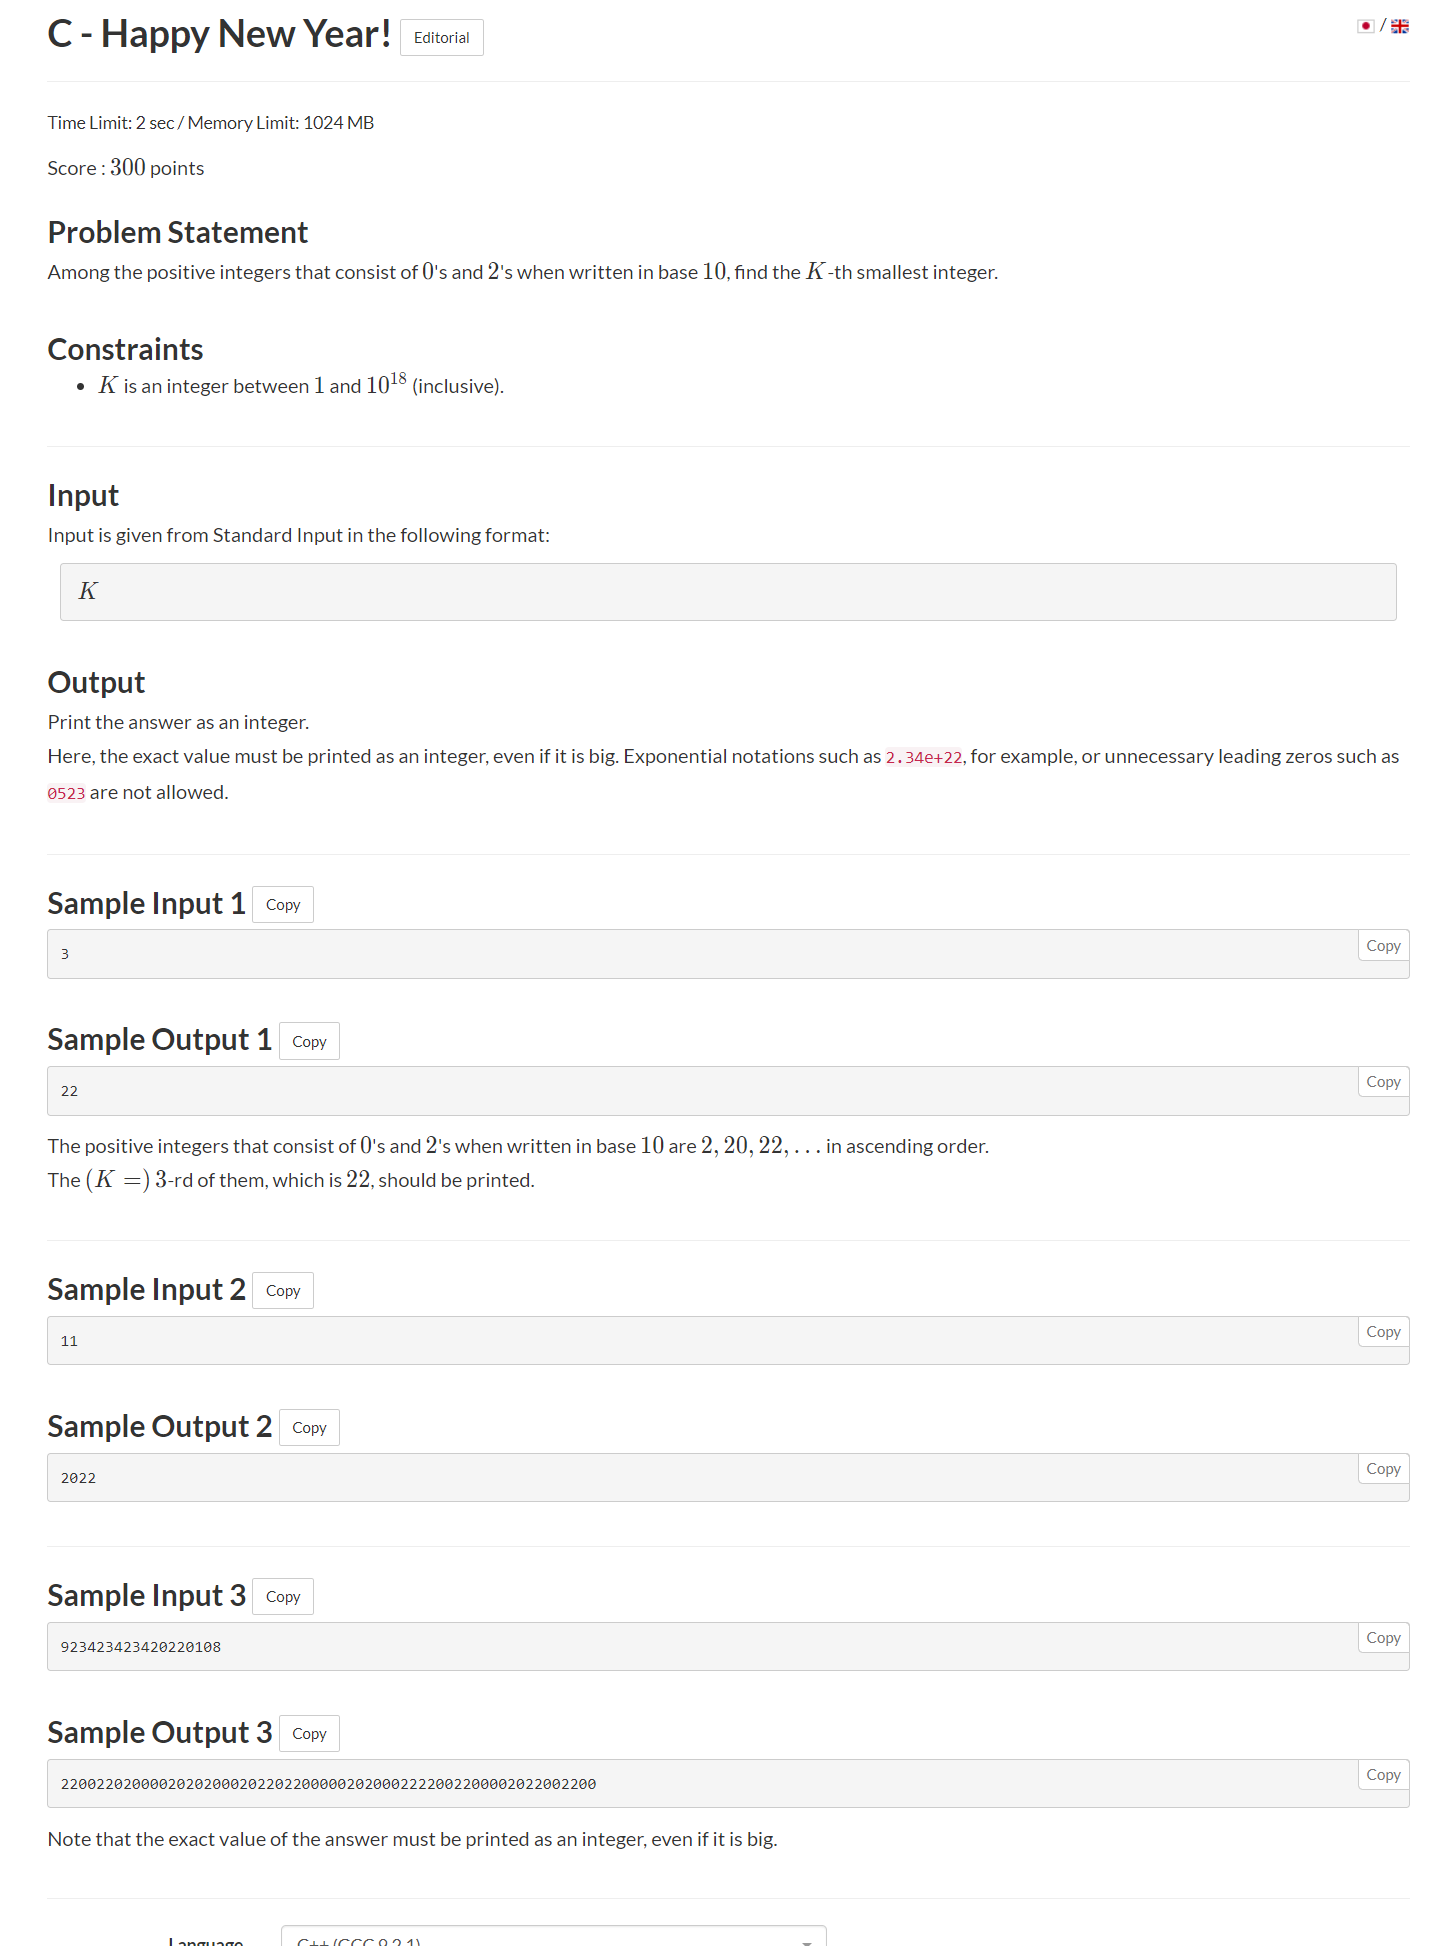 C - Happy New Year! Editorial
/
Time Limit: 2 sec / Memory Limit: 1024 MB
Score : 300 points
Problem Statement
Among the positive integers that consist of 0's and 2's when written in base 10, find the K-th smallest integer.
Constraints
• K is an integer between 1 and 10^18 (inclusive).
Input
Input is given from Standard Input in the following format:
K
Output
Print the answer as an integer.
Here, the exact value must be printed as an integer, even if it is big. Exponential notations such as 2.34e+22, for example, or unnecessary leading zeros such as
0523 are not allowed.
Sample Input 1 Copy
Copy
3
Sample Output 1 Copy
Copy
22
The positive integers that consist of 0's and 2's when written in base 10 are 2, 20, 22, ... in ascending order.
The (K =) 3-rd of them, which is 22, should be printed.
Sample Input 2 Copy
Copy
11
Sample Output 2 Copy
Copy
2022
Sample Input 3 Copy
Copy
923423423420220108
Sample Output 3 Copy
Copy
220022020000202020002022022000002020002222002200002022002200
Note that the exact value of the answer must be printed as an integer, even if it is big.
Language C++ (GCC 9.2.1)